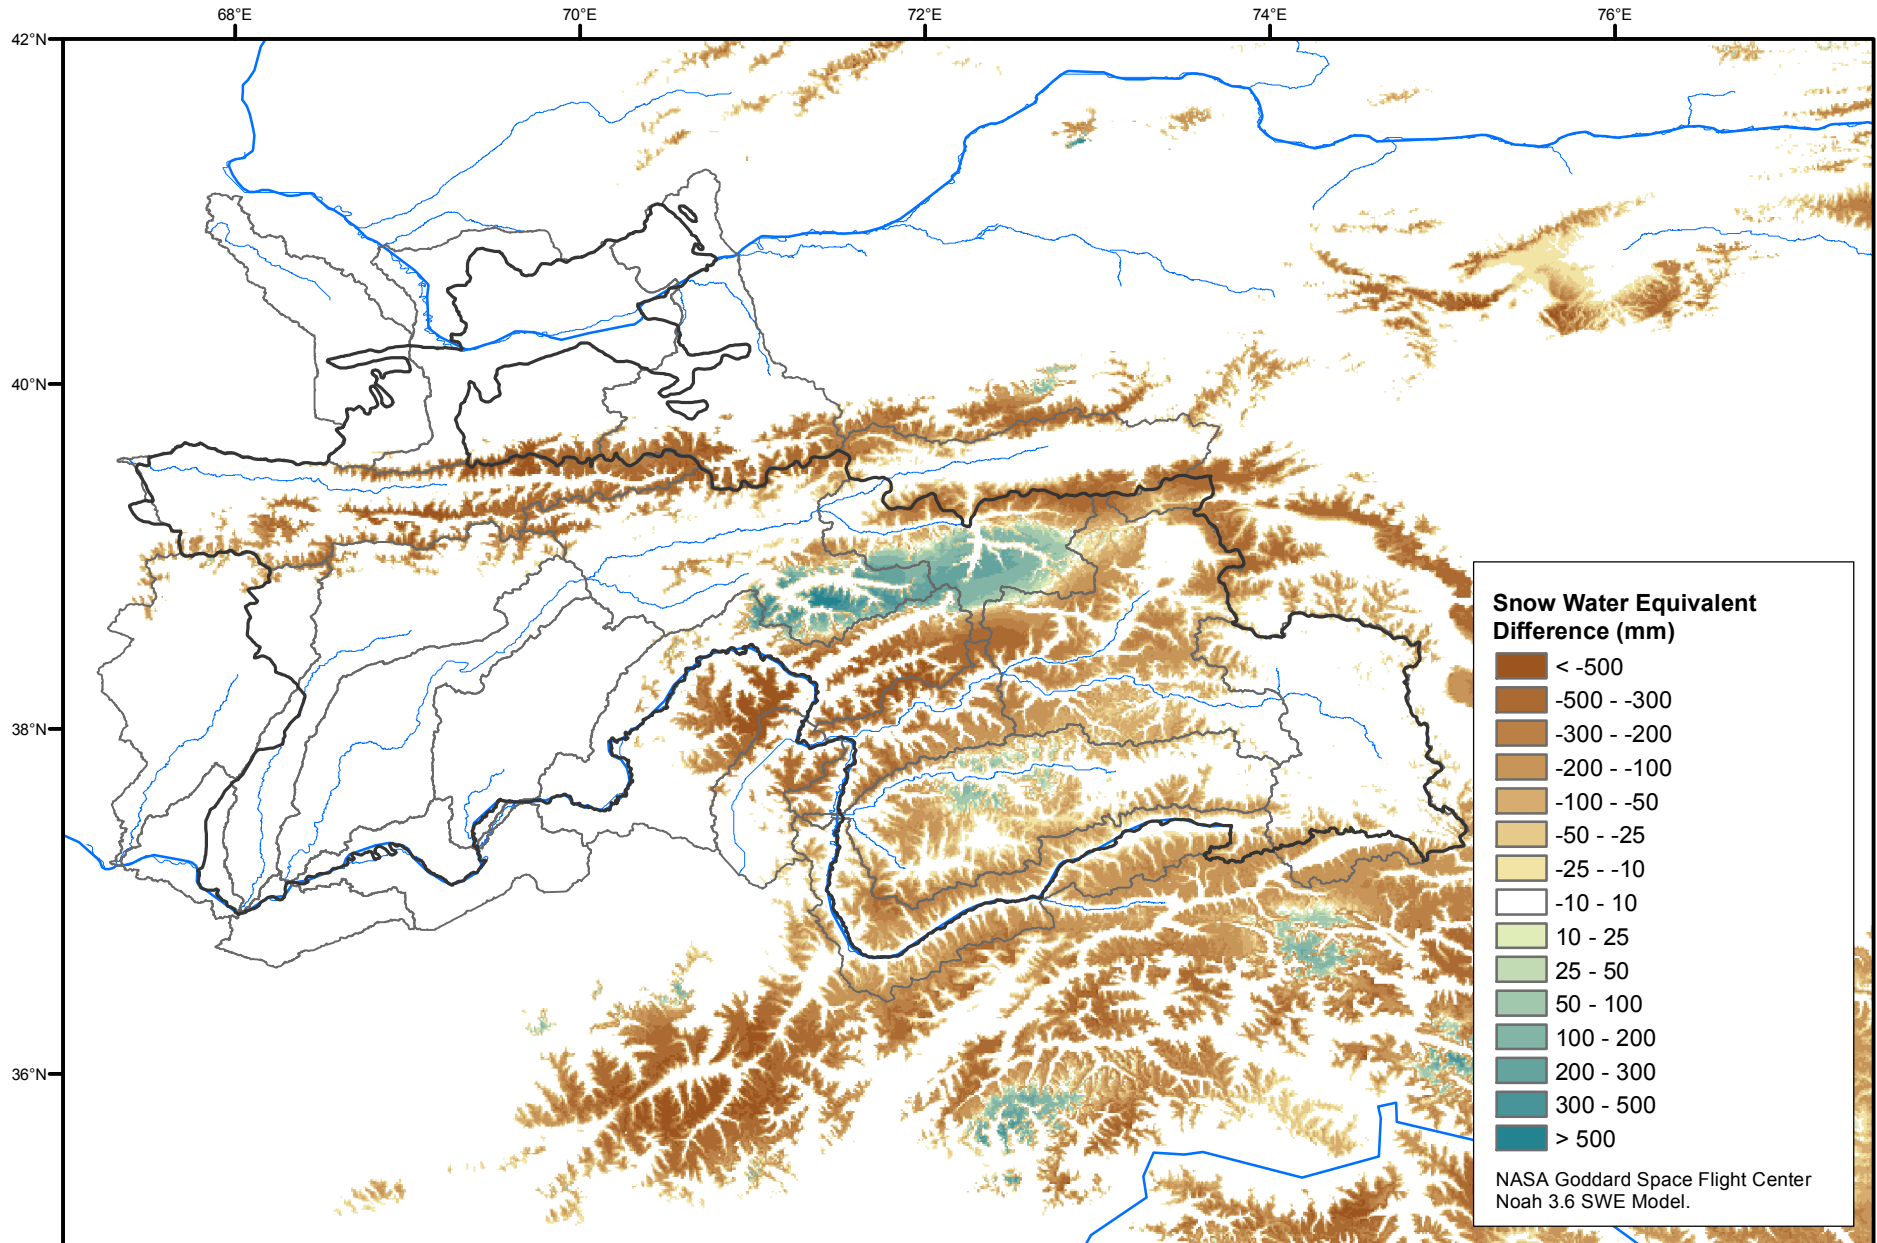 68°E
70°E
72°E
74°E
76°E
42°N
40°N
38°N
36°N
Snow Water Equivalent
Difference (mm)
< -500
-500 - -300
-300 - -200
-200 - -100
-100 - -50
-50 - -25
-25 - -10
-10 - 10
10 - 25
25 - 50
50 - 100
100 - 200
200 - 300
300 - 500
> 500
NASA Goddard Space Flight Center
Noah 3.6 SWE Model.